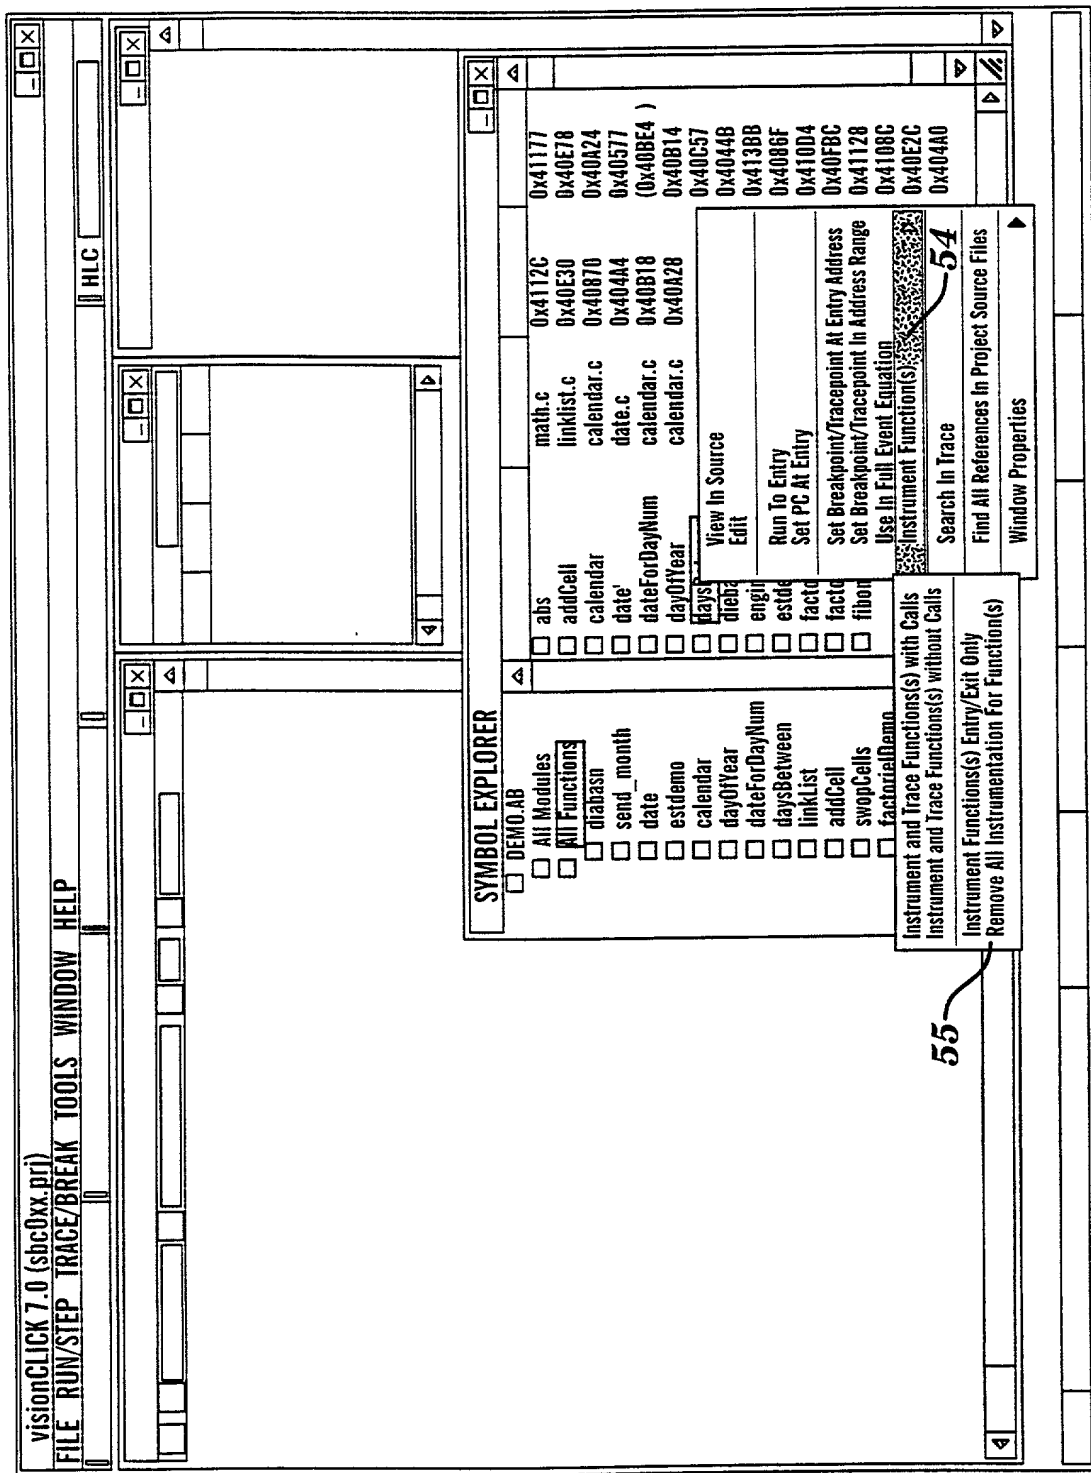 visionCLICK 7.0 (sbc0xx.prj)
FILE RUN/STEP TRACE/BREAK TOOLS WINDOW HELP
HLC
SYMBOL EXPLORER
DEMO.AB
All Modules
All Functions
diabasn
send_month
date
estdemo
calendar
dayOfYear
dateForDayNum
daysBetween
linkList
addCell
swopCells
factorielDemo
abs math.c 0x4112C 0x41177
addCell linklist.c 0x40E30 0x40E78
calendar calendar.c 0x40870 0x40A24
date' date.c 0x404A4 0x40577
dateForDayNum calendar.c 0x40B18 (0x40BE4 )
dayOfYear calendar.c 0x40A28 0x40B14
0x40C57
dieba 0x4044B
engin 0x413BB
estde 0x4086F
facto 0x410D4
facto 0x40FBC
fibon 0x41128
0x4108C
0x40E2C
0x404A0
View In Source
Edit
Run To Entry
Set PC At Entry
Set Breakpoint/Tracepoint At Entry Address
Set Breakpoint/Tracepoint In Address Range
Use In Full Event Equation
Instrument Function(s)
Search In Trace
Find All References In Project Source Files
Window Properties
54
Instrument and Trace Functions(s) with Calls
Instrument and Trace Functions without Calls
Instrument Functions(s) Entry/Exit Only
Remove All Instrumentation For Function(s)
55